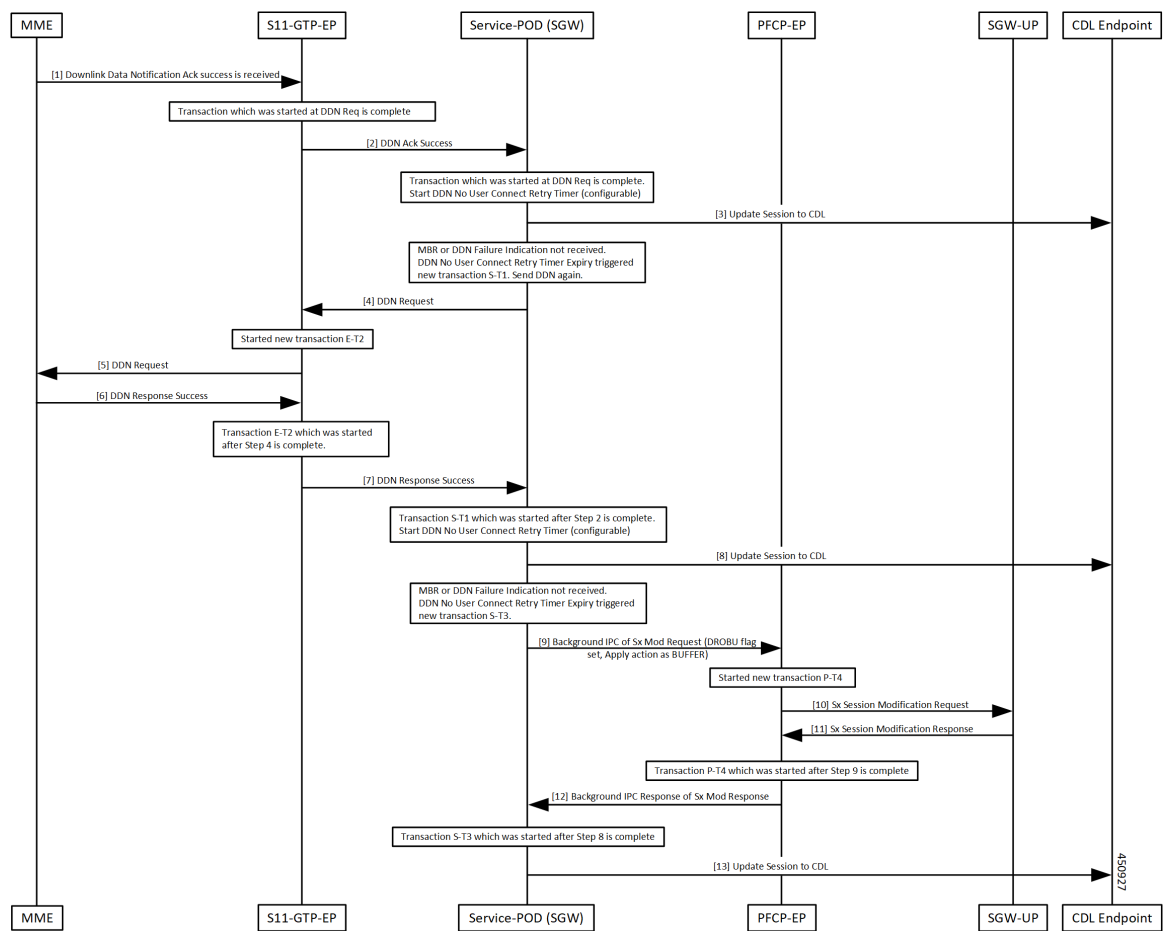 MME
S11-GTP-EP
Service-POD (SGW)
PFCP-EP
SGW-UP
CDL Endpoint
[1] Downlink Data Notification Ack success is received
Transaction which was started at DDN Req is complete
[2] DDN Ack Success
Transaction which was started at DDN Req is complete.
Start DDN No User Connect Retry Timer (configurable)
[3] Update Session to CDL
MBR or DDN Failure Indication not received.
DDN No User Connect Retry Timer Expiry triggered
new transaction S-T1. Send DDN again.
[4] DDN Request
Started new transaction E-T2
[5] DDN Request
[6] DDN Response Success
Transaction E-T2 which was started
after Step 4 is complete.
[7] DDN Response Success
Transaction S-T1 which was started after Step 2 is complete.
Start DDN No User Connect Retry Timer (configurable)
[8] Update Session to CDL
MBR or DDN Failure Indication not received.
DDN No User Connect Retry Timer Expiry triggered
new transaction S-T3.
[9] Background IPC of Sx Mod Request (DROBU flag
set, Apply action as BUFFER)
Started new transaction P-T4
[10] Sx Session Modification Request
[11] Sx Session Modification Response
Transaction P-T4 which was started after Step 9 is complete
[12] Background IPC Response of Sx Mod Response
Transaction S-T3 which was started after Step 8 is complete
[13] Update Session to CDL
450927
MME
S11-GTP-EP
Service-POD (SGW)
PFCP-EP
SGW-UP
CDL Endpoint